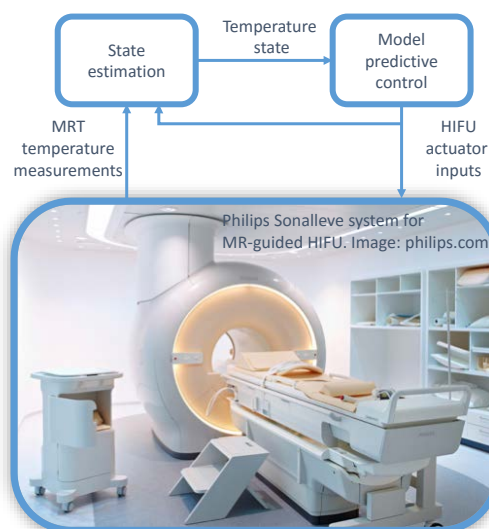 Temperature
state
State
estimation
Model
predictive
control
MRT
temperature
measurements
HIFU
actuator
inputs
Philips Sonalleve system for
MR-guided HIFU. Image: philips.com